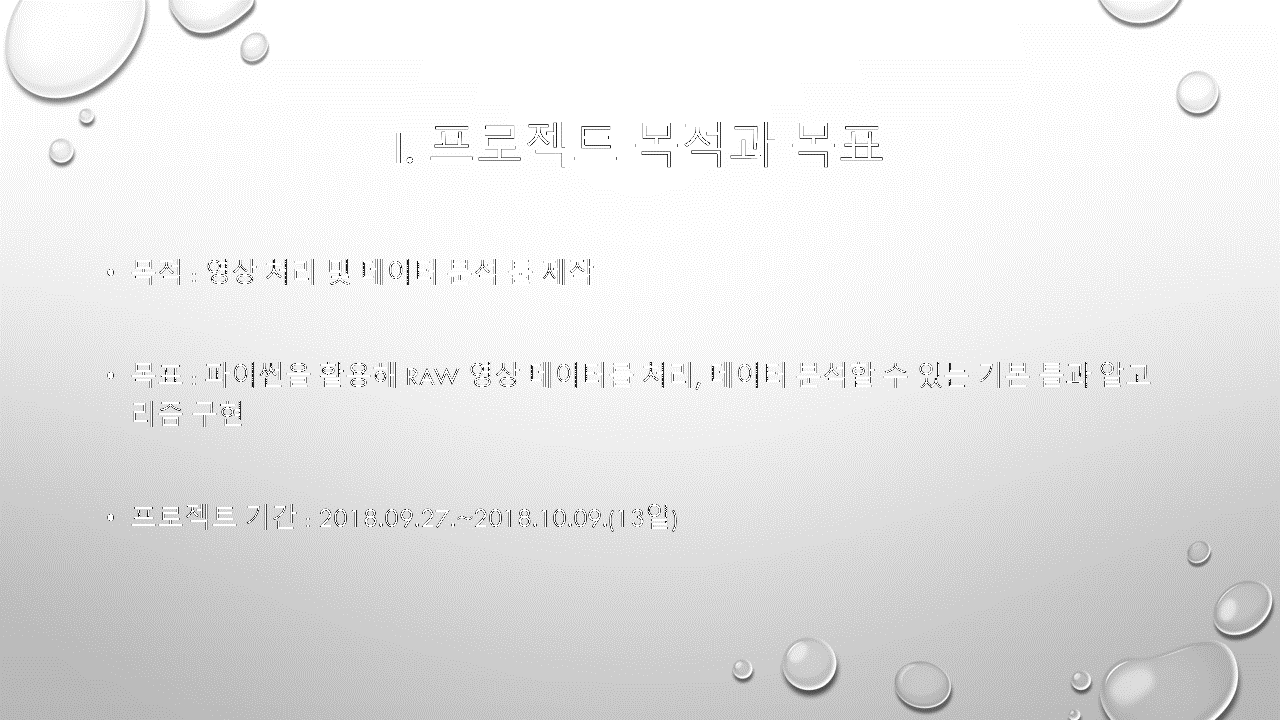 I. 프로젝트 목적과 목표
• 목적 : 영상 처리 및 데이터 분석 툴 제작
• 목표 : 파이썬을 활용해 RAW 영상 데이터를 처리, 데이터 분석할 수 있는 기본 틀과 알고
리즘 구현
• 프로젝트 기간 : 2018.09.27.~2018.10.09.(13일)